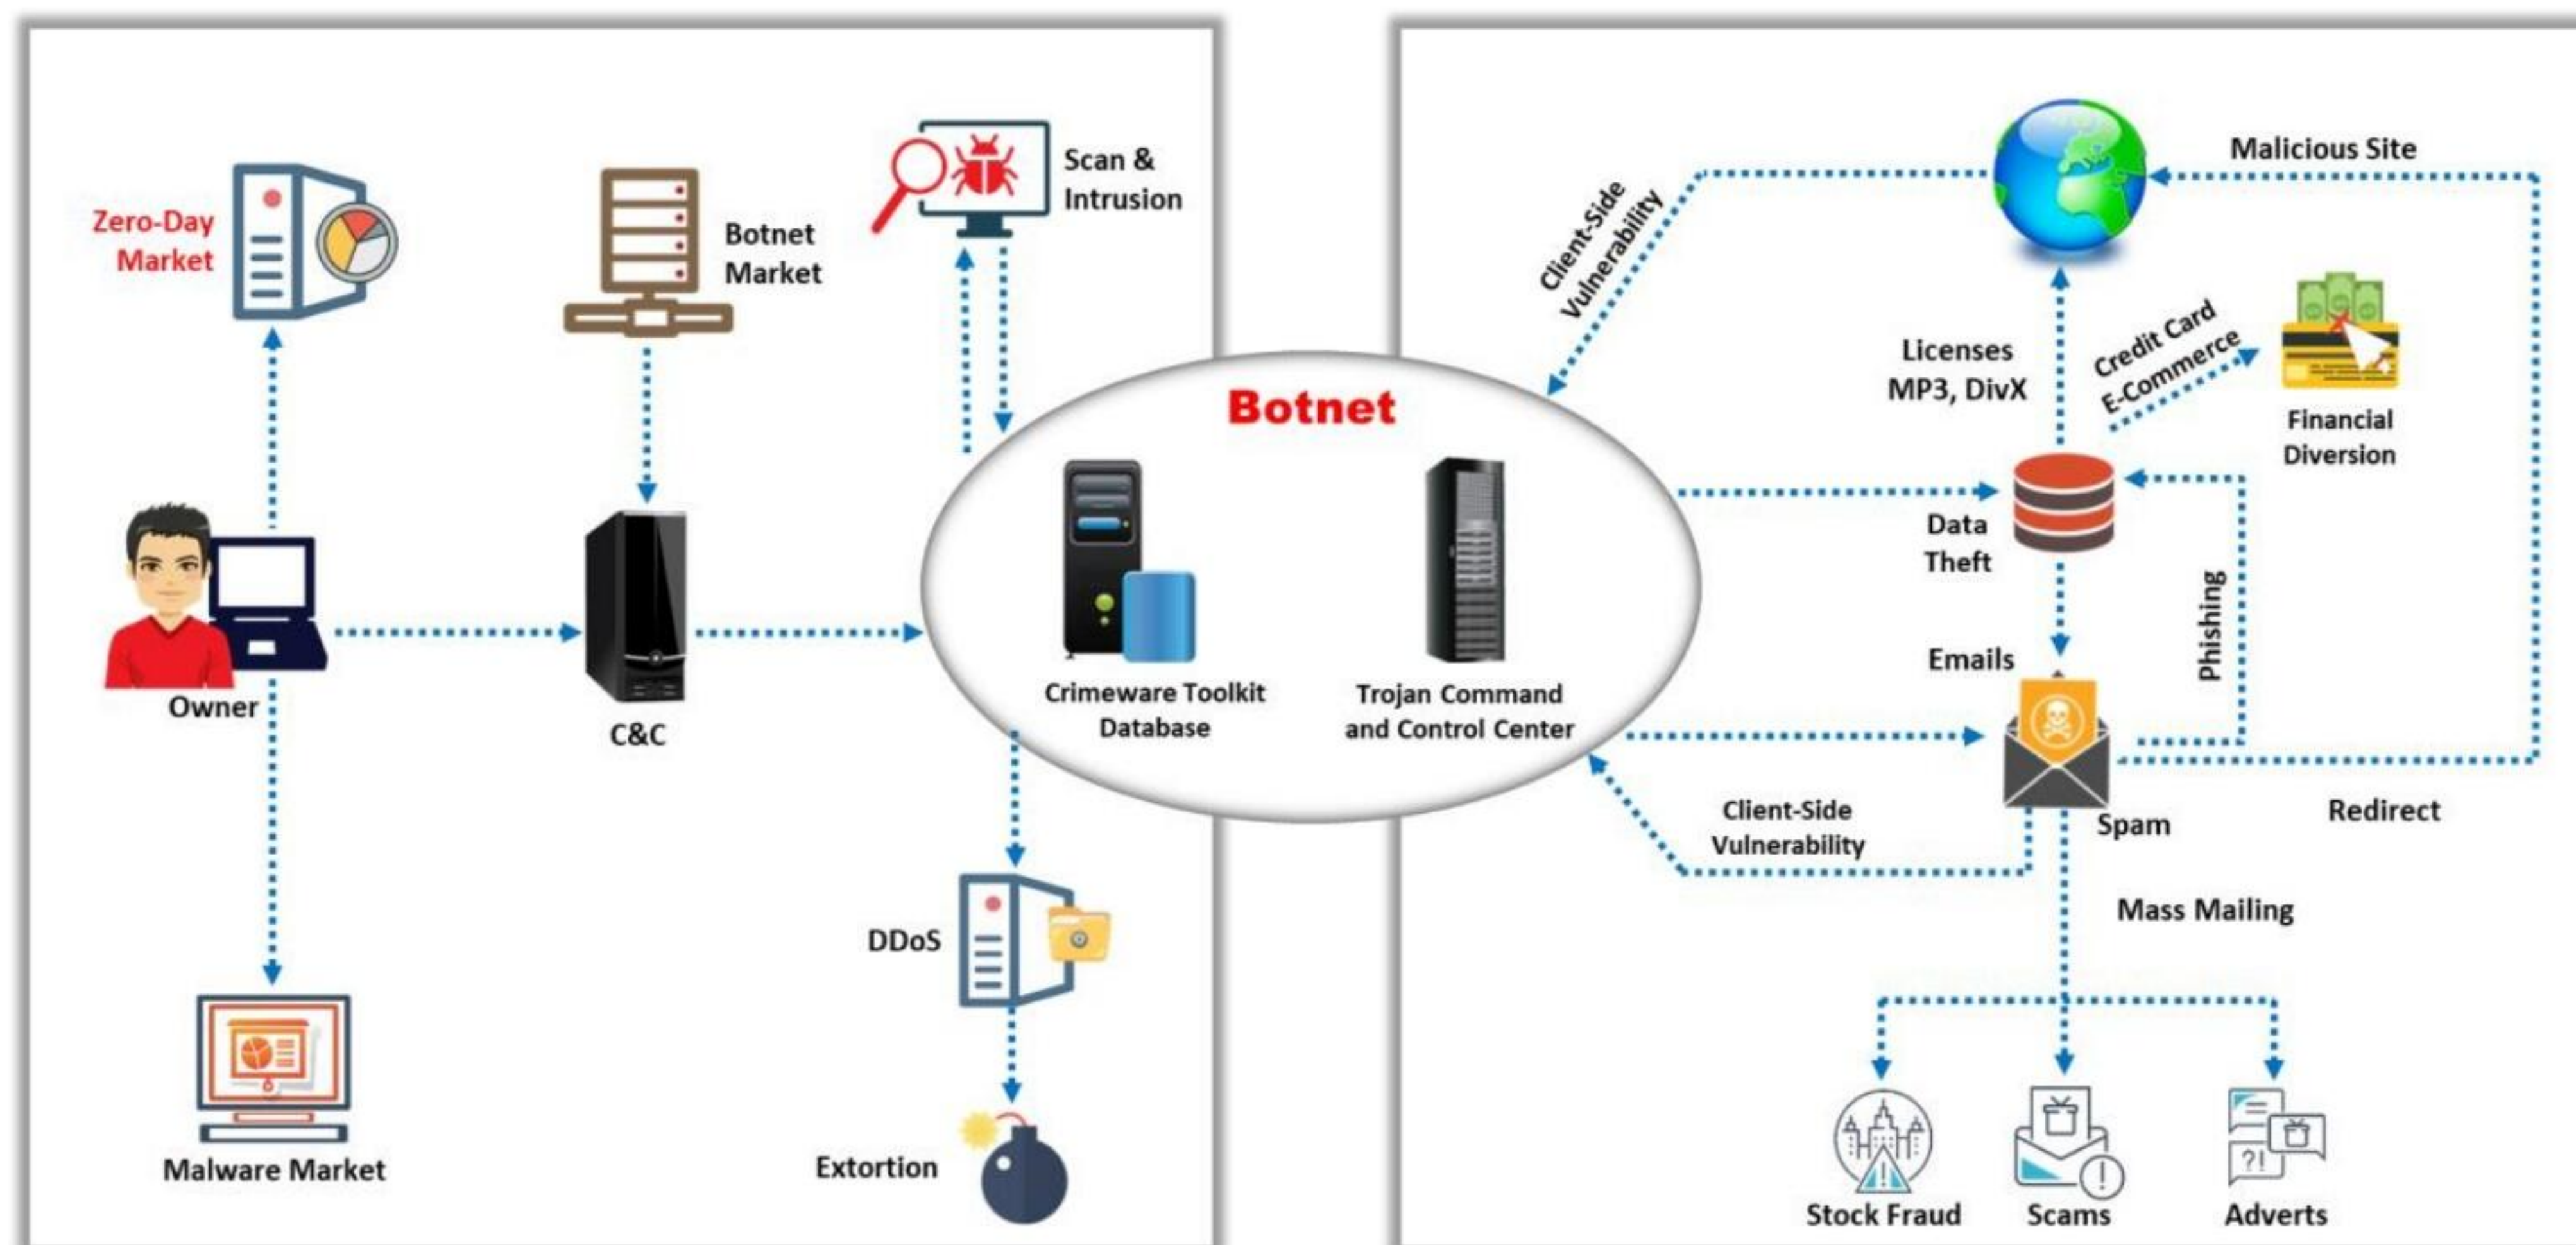 Zero-Day
Market
Botnet
Market
Scan &
Intrusion
Owner
C&C
Malware Market
Botnet
Crimeware Toolkit
Database
Trojan Command
and Control Center
DDoS
Extortion
Client-Side
Vulnerability
Malicious Site
Licenses
MP3, DivX
Credit Card
E-Commerce
Financial
Diversion
Data
Theft
Phishing
Emails
Spam
Redirect
Client-Side
Vulnerability
Mass Mailing
Stock Fraud
Scams
Adverts
?!